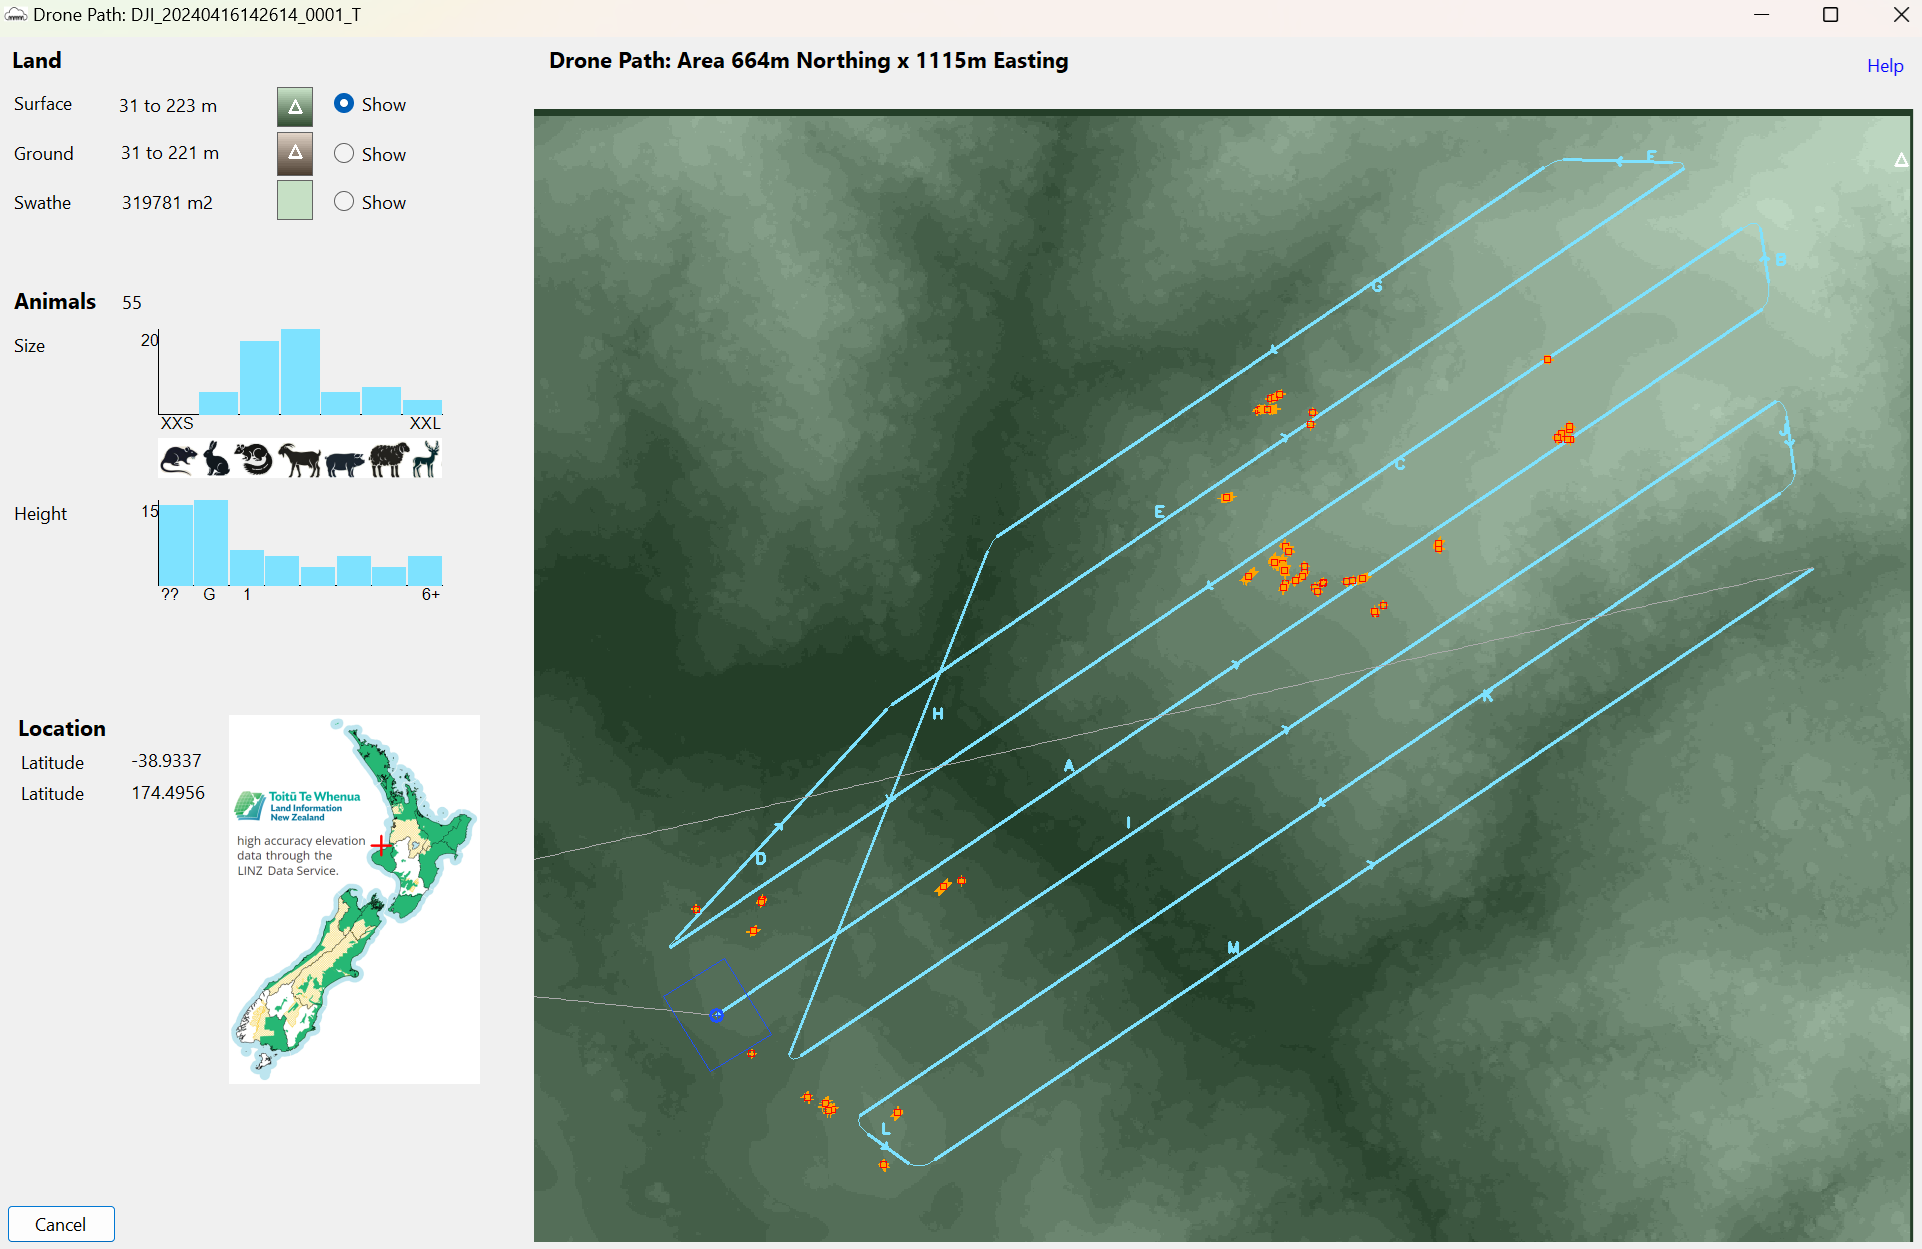 Drone Path: DJI_20240416142614_0001_T
Land
Drone Path: Area 664m Northing x 1115m Easting
Help
Surface 31 to 223 m Show
Ground 31 to 221 m Show
Swathe 319781 m2 Show
Animals 55
Size
20
XXS XXL
Height
15
?? G 1 6+
Location
Latitude -38.9337
Latitude 174.4956
Toitū Te Whenua
Land Information
New Zealand
high accuracy elevation
data through the
LINZ Data Service.
Cancel
F
B
G
J
C
E
H
K
A
I
D
M
L